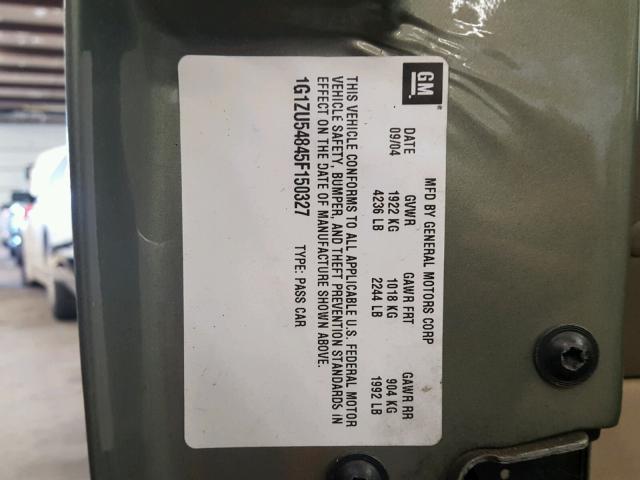 GM
MFD BY GENERAL MOTORS CORP
DATE GVWR GAWR FRT GAWR RR
09/04 1922 KG 1018 KG 904 KG
4236 LB 2244 LB 1992 LB
THIS VEHICLE CONFORMS TO ALL APPLICABLE U.S. FEDERAL MOTOR
VEHICLE SAFETY, BUMPER, AND THEFT PREVENTION STANDARDS IN
EFFECT ON THE DATE OF MANUFACTURE SHOWN ABOVE.
1G1ZU54845F150327 TYPE: PASS CAR